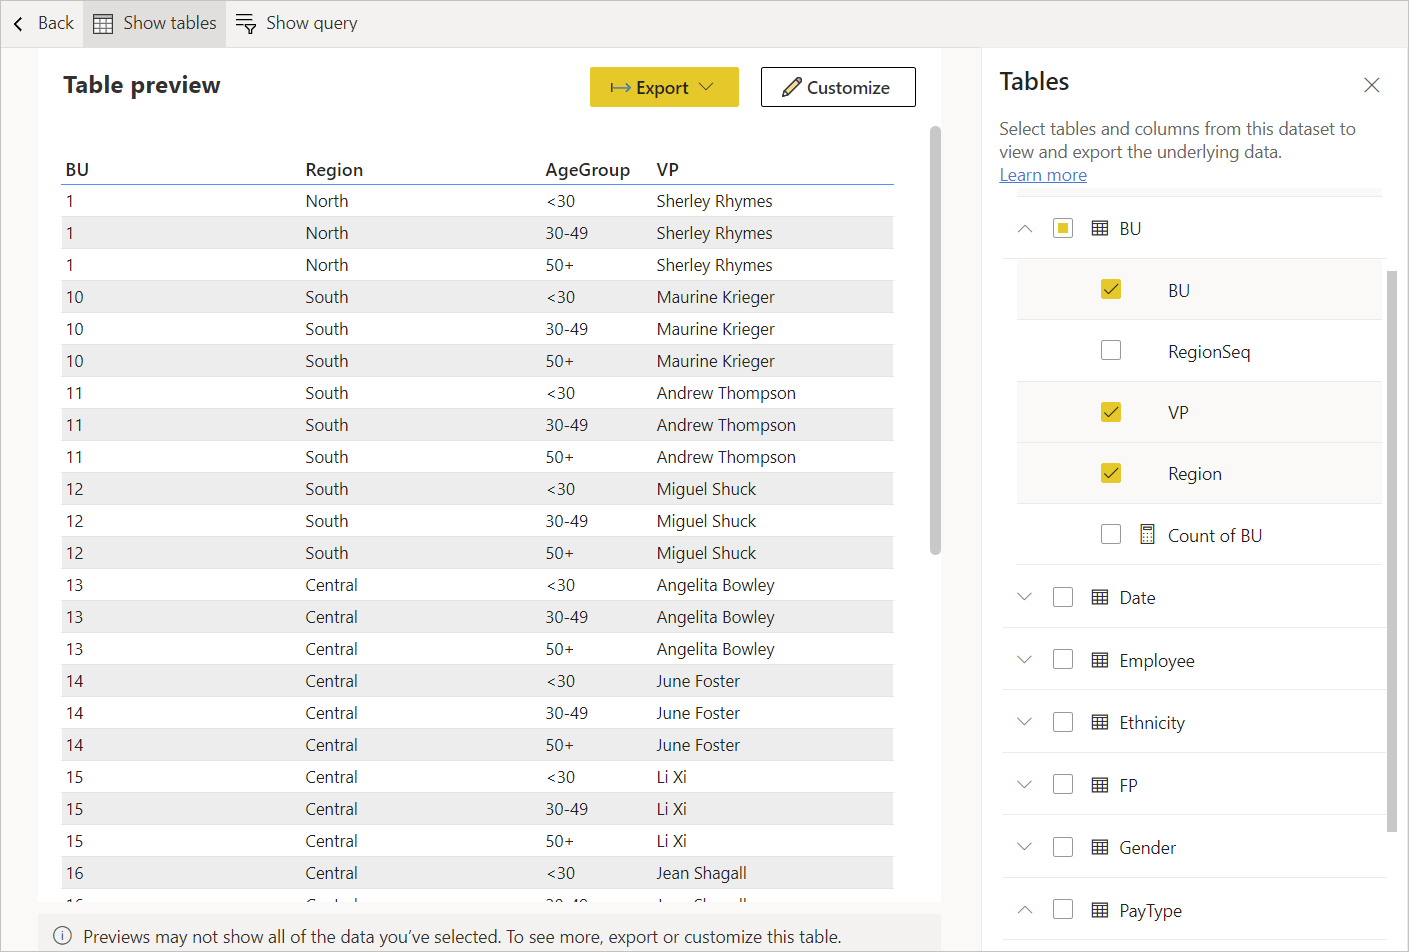 Back Show tables Show query
Table preview
Export Customize
BU Region AgeGroup VP
1 North <30 Sherley Rhymes
1 North 30-49 Sherley Rhymes
1 North 50+ Sherley Rhymes
10 South <30 Maurine Krieger
10 South 30-49 Maurine Krieger
10 South 50+ Maurine Krieger
11 South <30 Andrew Thompson
11 South 30-49 Andrew Thompson
11 South 50+ Andrew Thompson
12 South <30 Miguel Shuck
12 South 30-49 Miguel Shuck
12 South 50+ Miguel Shuck
13 Central <30 Angelita Bowley
13 Central 30-49 Angelita Bowley
13 Central 50+ Angelita Bowley
14 Central <30 June Foster
14 Central 30-49 June Foster
14 Central 50+ June Foster
15 Central <30 Li Xi
15 Central 30-49 Li Xi
15 Central 50+ Li Xi
16 Central <30 Jean Shagall
Previews may not show all of the data you've selected. To see more, export or customize this table.
Tables
Select tables and columns from this dataset to
view and export the underlying data.
Learn more
BU
BU
RegionSeq
VP
Region
Count of BU
Date
Employee
Ethnicity
FP
Gender
PayType